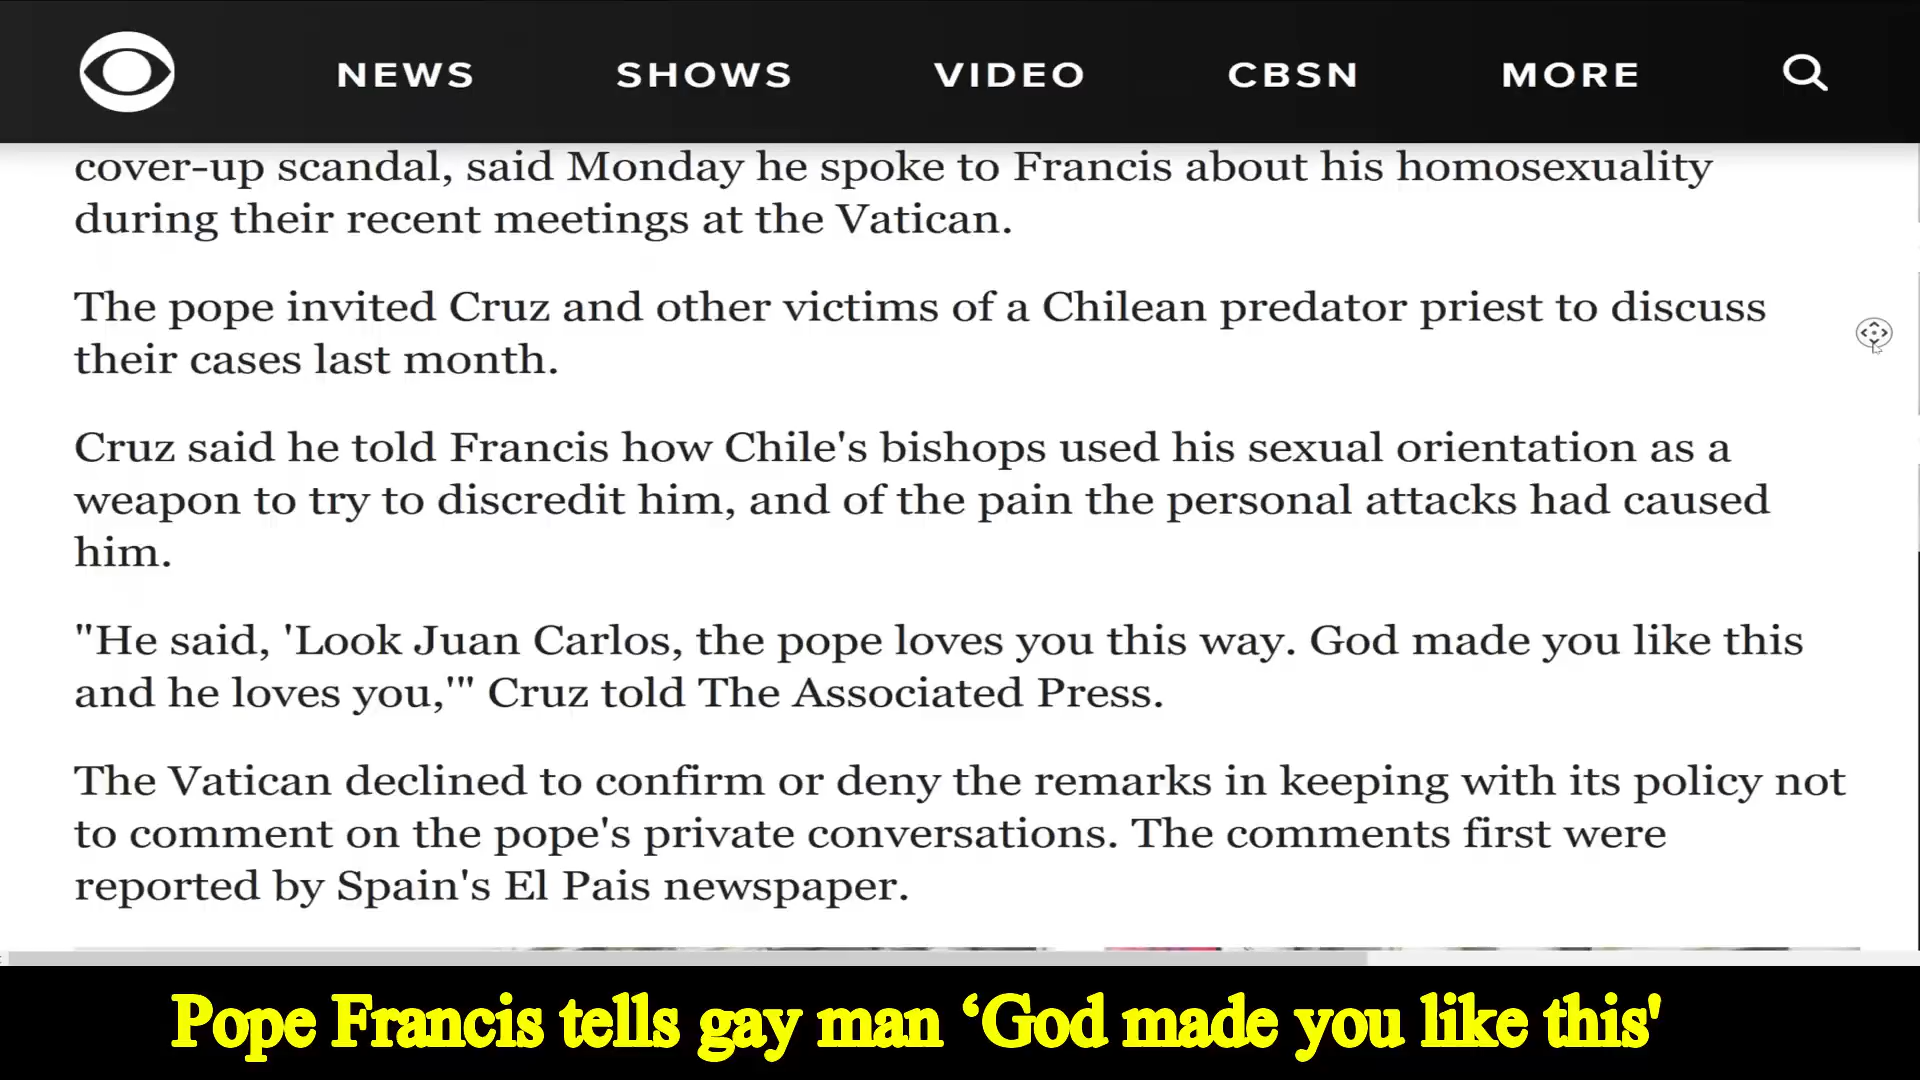 NEWS SHOWS VIDEO CBSN MORE
cover-up scandal, said Monday he spoke to Francis about his homosexuality
during their recent meetings at the Vatican.
The pope invited Cruz and other victims of a Chilean predator priest to discuss
their cases last month.
Cruz said he told Francis how Chile's bishops used his sexual orientation as a
weapon to try to discredit him, and of the pain the personal attacks had caused
him.
"He said, 'Look Juan Carlos, the pope loves you this way. God made you like this
and he loves you,'" Cruz told The Associated Press.
The Vatican declined to confirm or deny the remarks in keeping with its policy not
to comment on the pope's private conversations. The comments first were
reported by Spain's El Pais newspaper.
Pope Francis tells gay man ‘God made you like this'